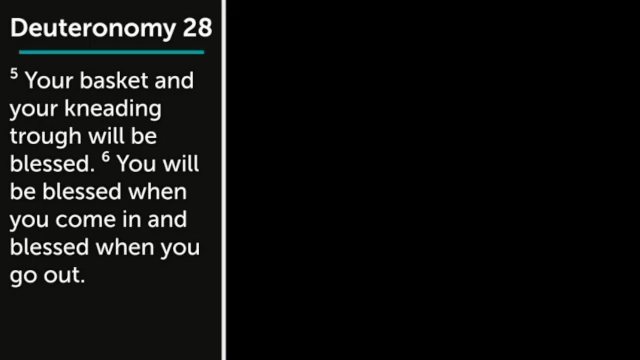 Deuteronomy 28
5 Your basket and
your kneading
trough will be
blessed. 6 You will
be blessed when
you come in and
blessed when you
go out.